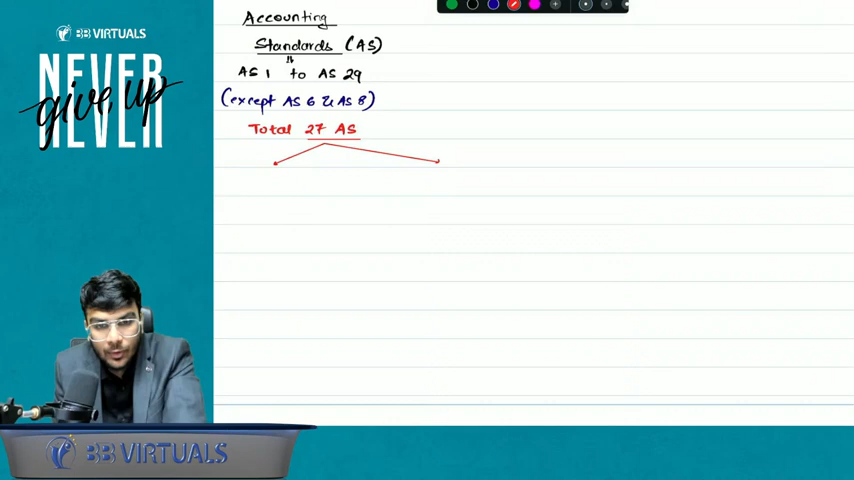 BB VIRTUALS
NEVER
give up
NEVER
Accounting
Standards (AS)
AS 1 to AS 29
(except AS 6 & AS 8)
Total 27 AS
BB VIRTUALS